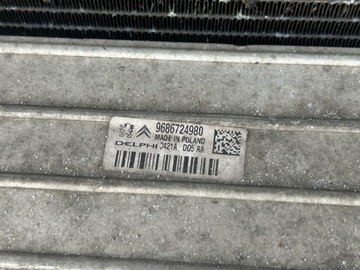 9686724980
MADE IN POLAND
DELPHI 3421A D05 AA